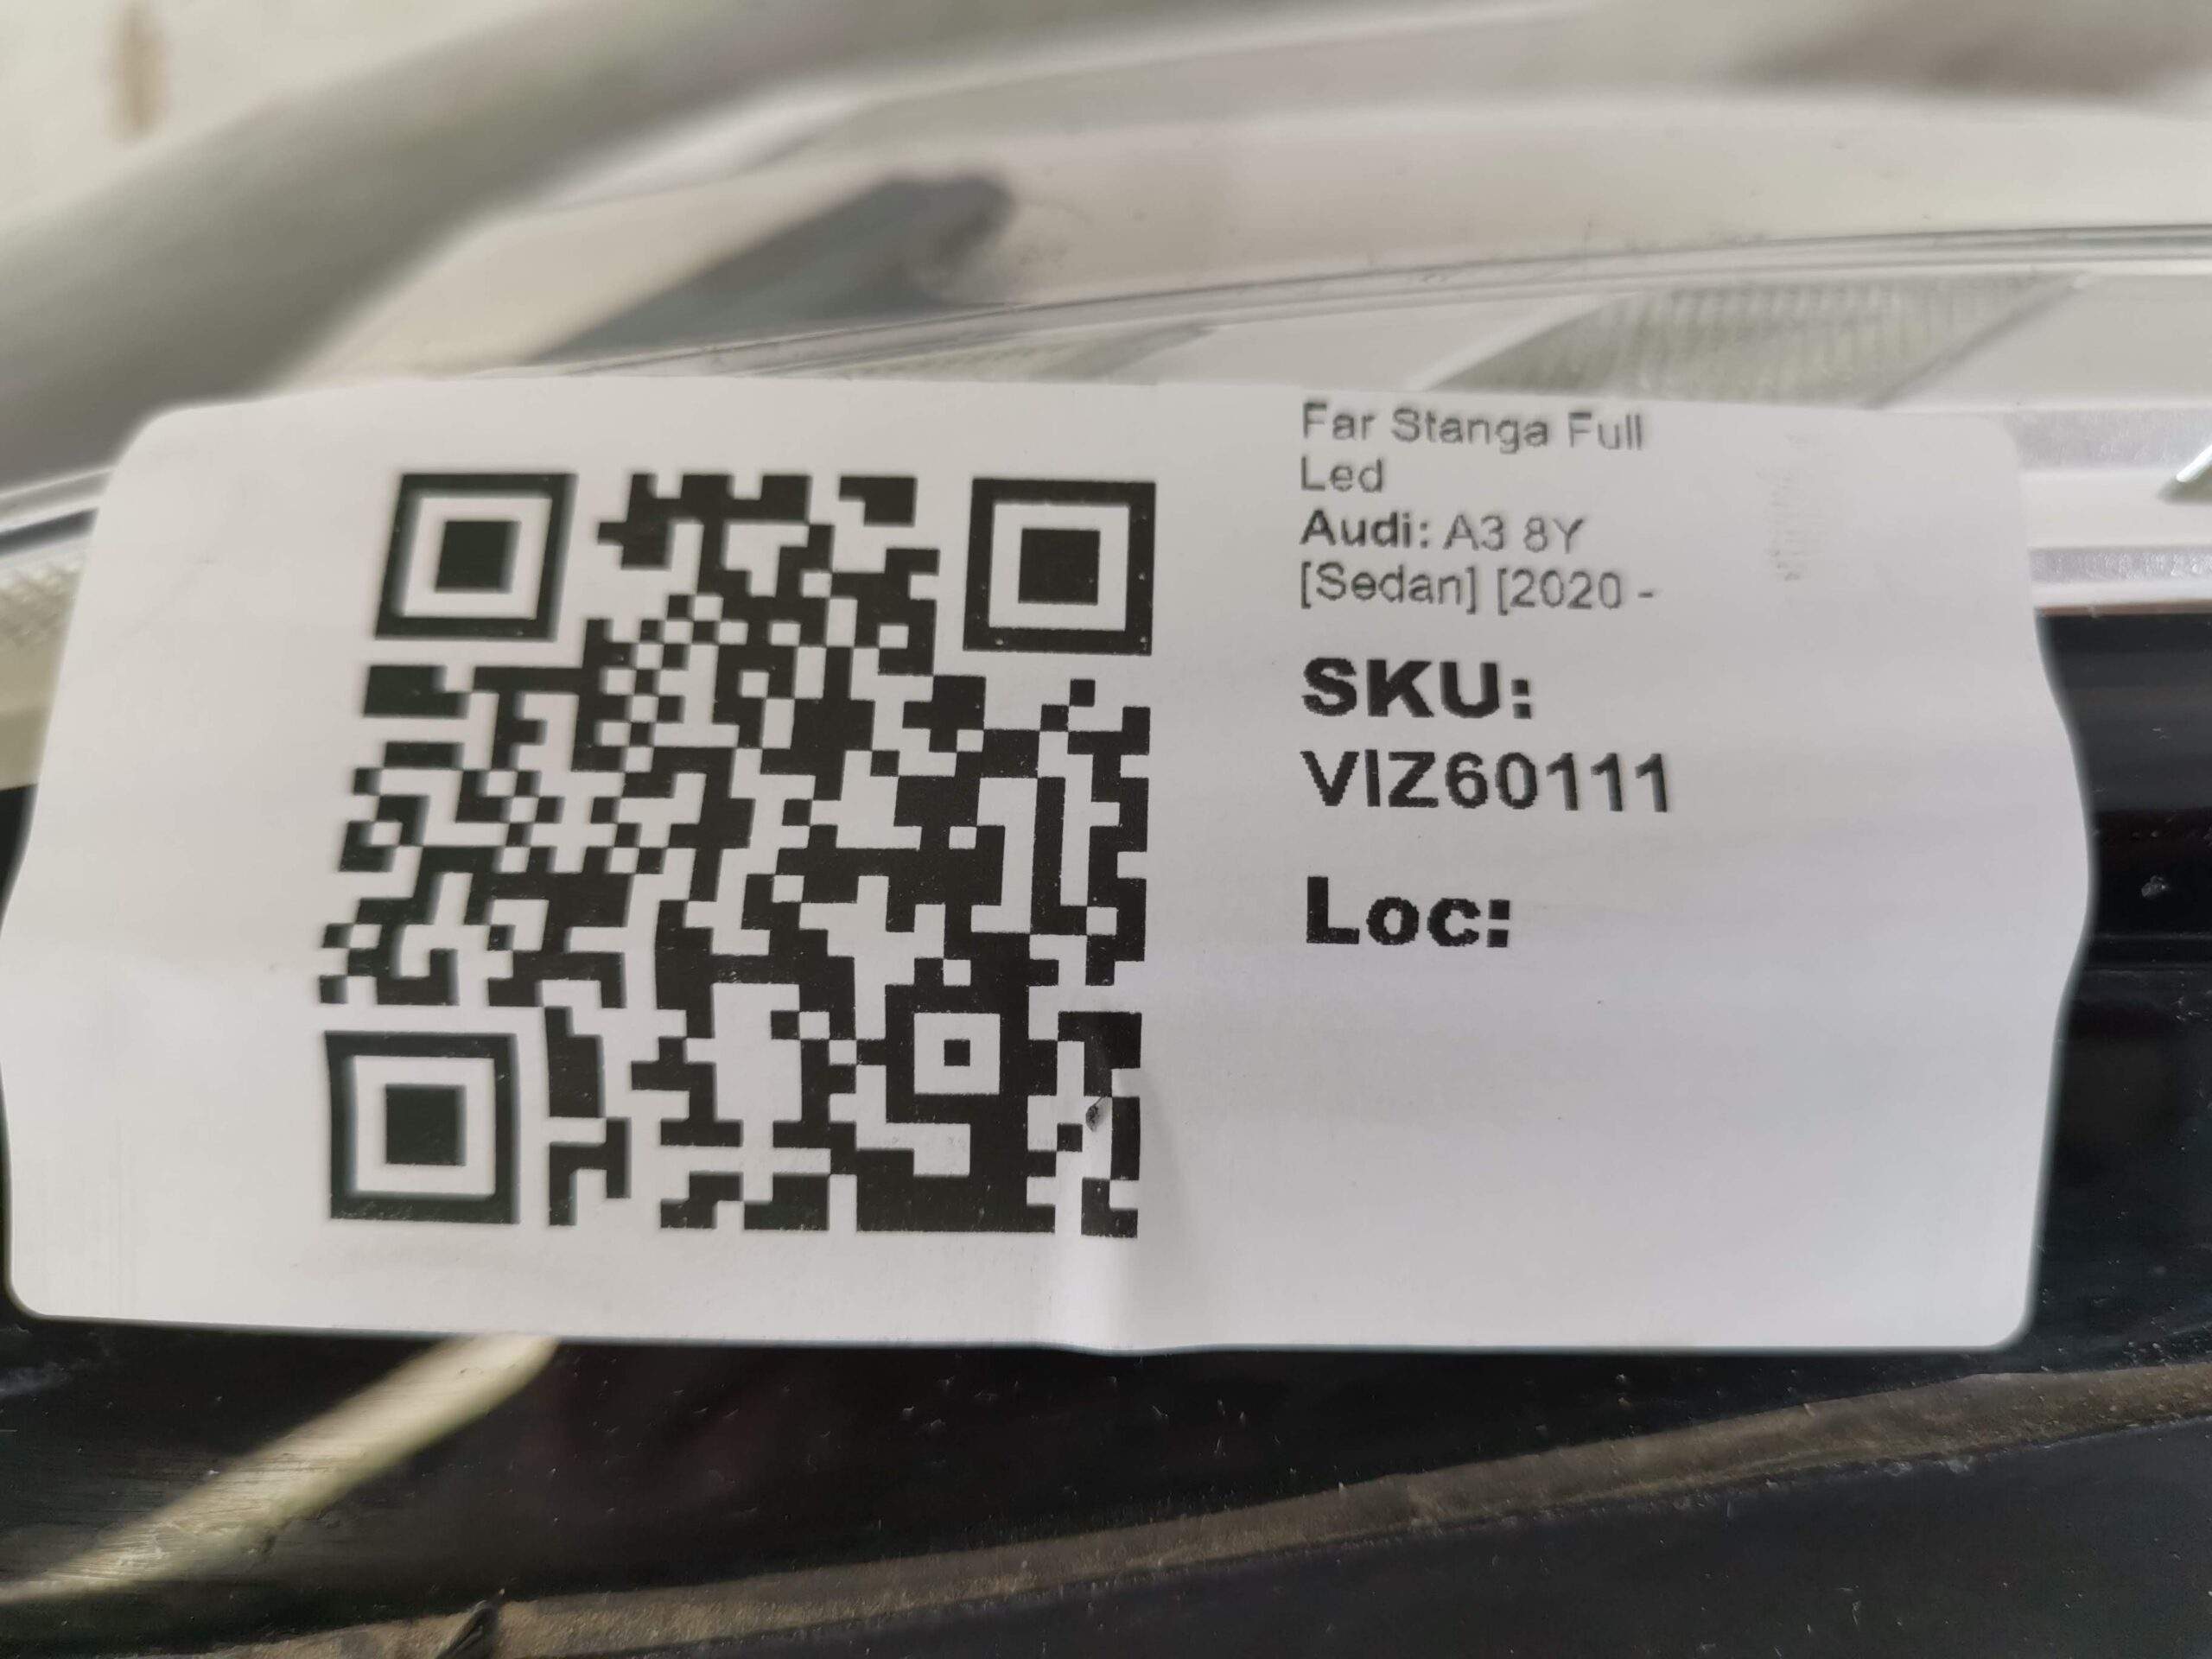 Far Stanga Full
Led
Audi: A3 8Y
[Sedan] [2020 -
SKU:
VIZ60111
Loc: